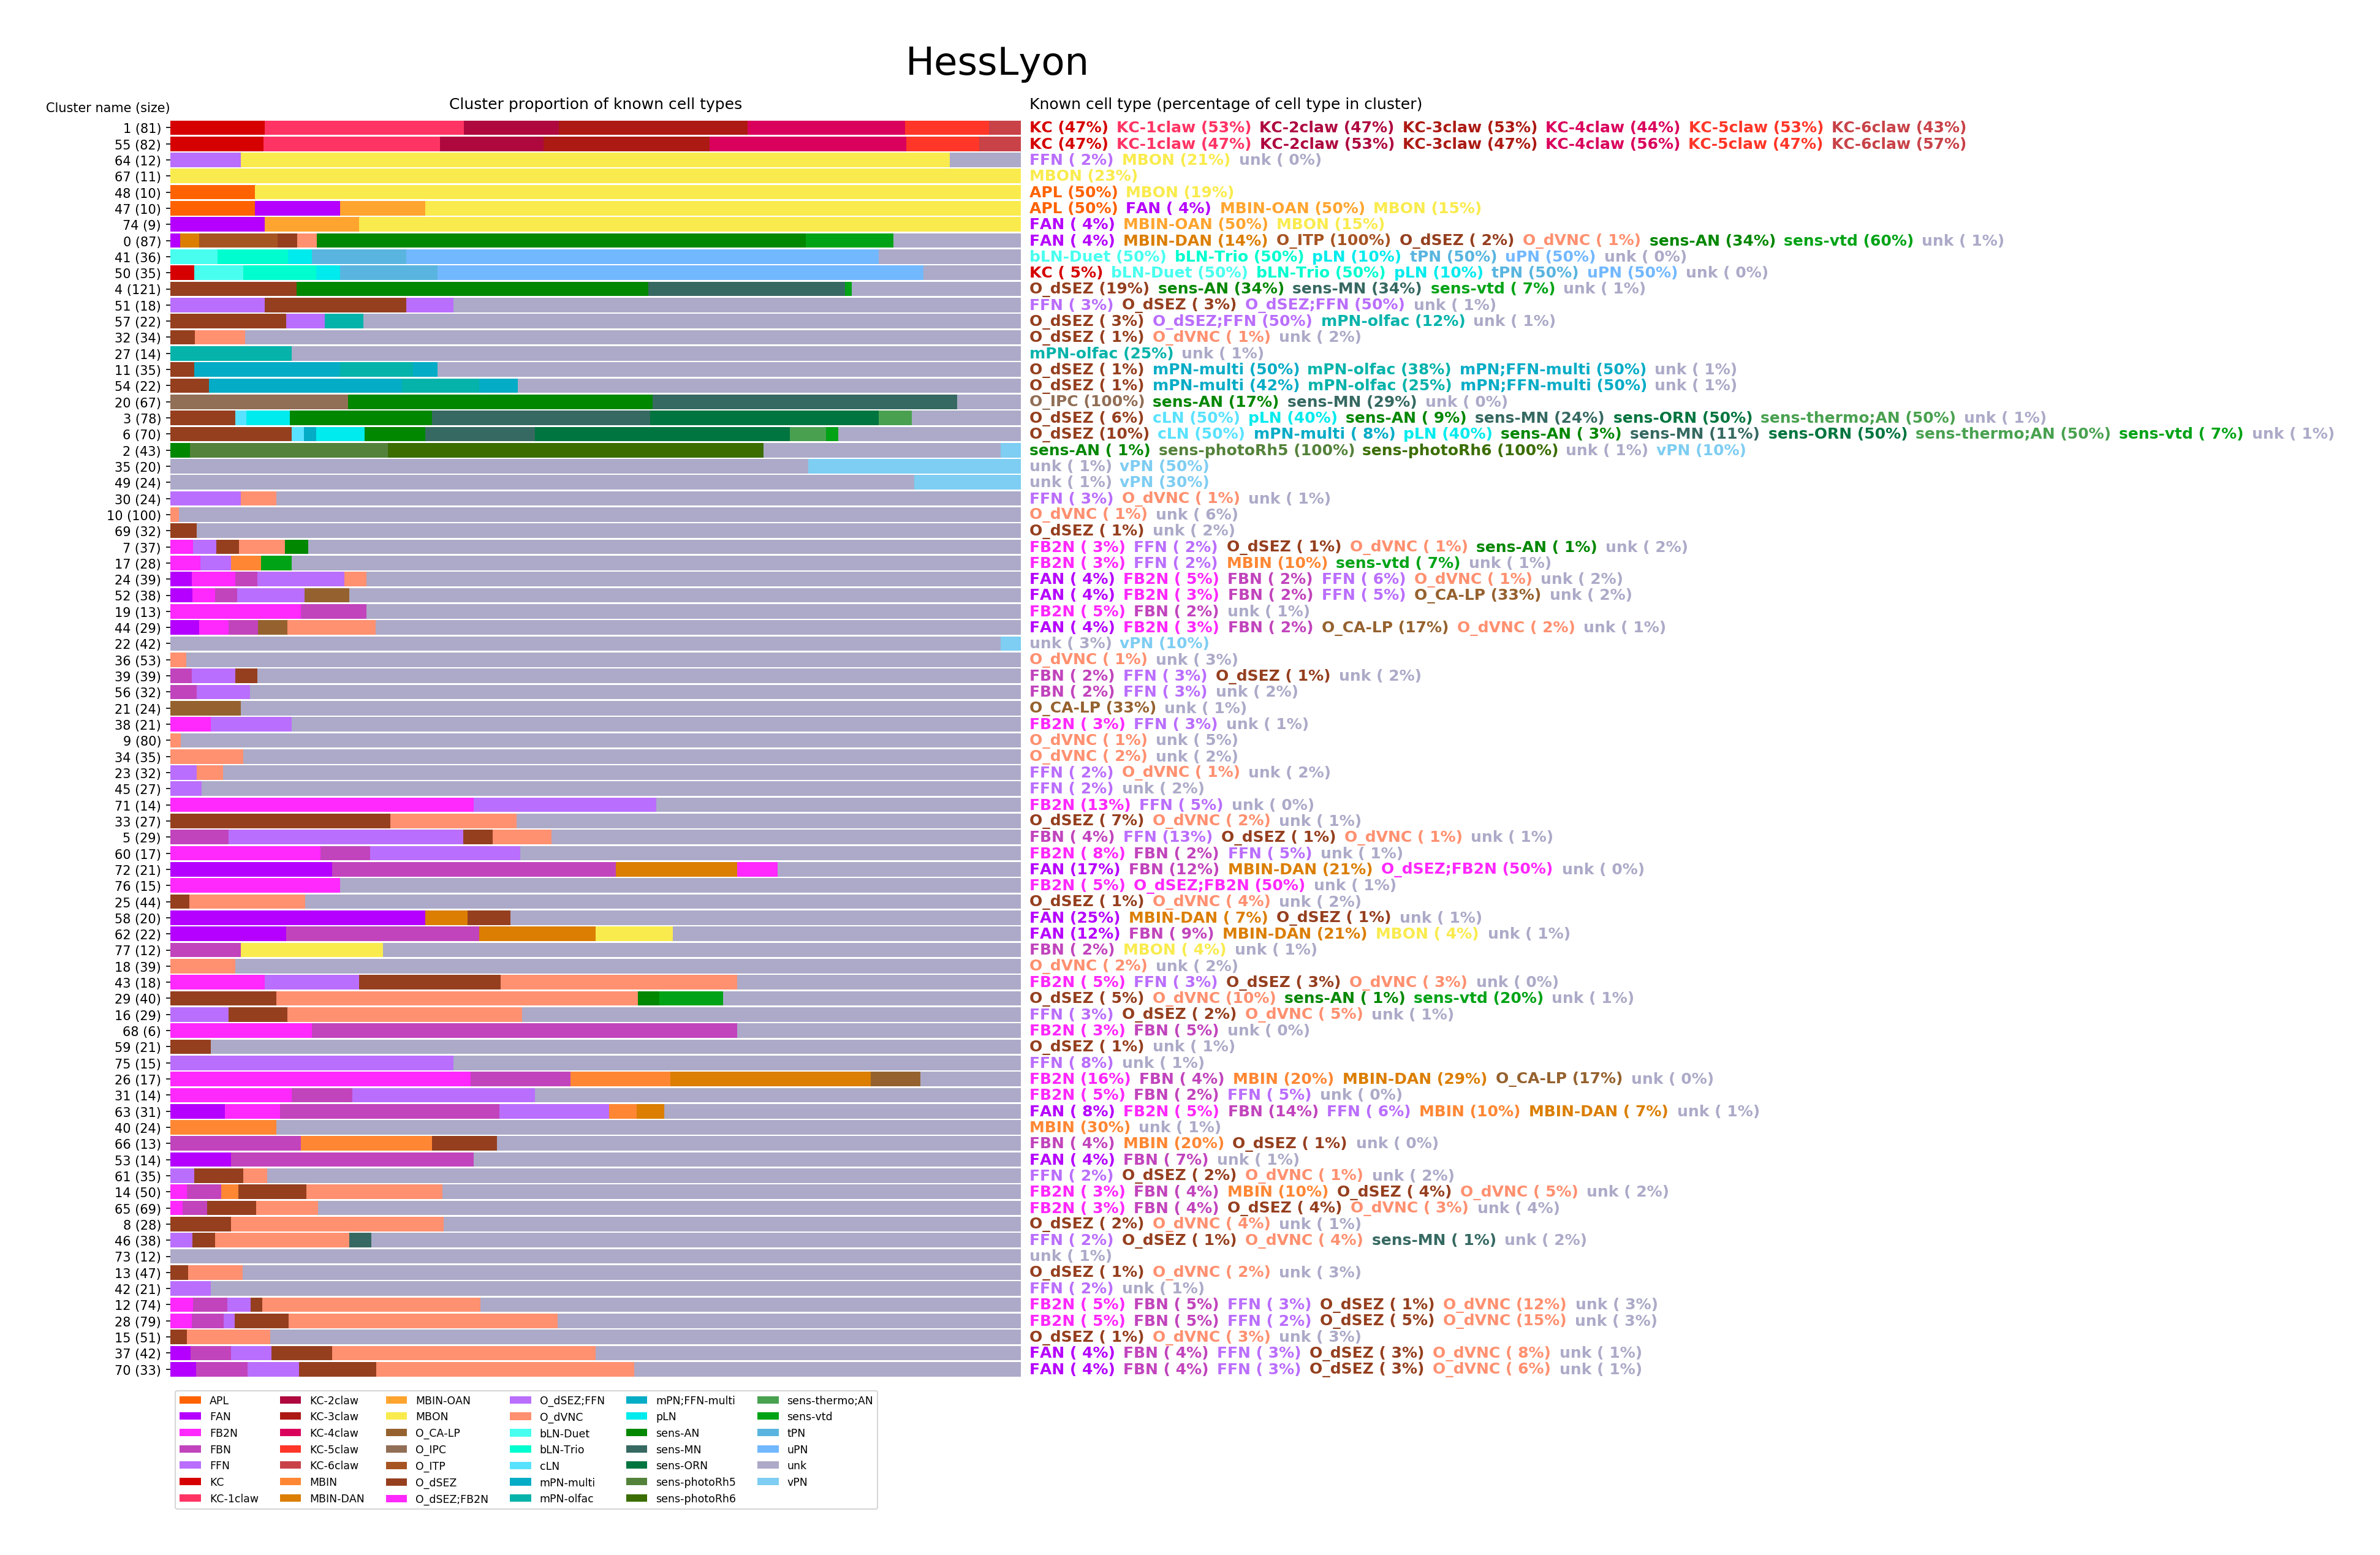 HessLyon
Cluster name (size) Cluster proportion of known cell types Known cell type (percentage of cell type in cluster)
1 (81) KC (47%) KC-1claw (53%) KC-2claw (47%) KC-3claw (53%) KC-4claw (44%) KC-5claw (53%) KC-6claw (43%)
55 (82) KC (47%) KC-1claw (47%) KC-2claw (53%) KC-3claw (47%) KC-4claw (56%) KC-5claw (47%) KC-6claw (57%)
64 (12) FFN ( 2%) MBON (21%) unk ( 0%)
67 (11) MBON (23%)
48 (10) APL (50%) MBON (19%)
47 (10) APL (50%) FAN ( 4%) MBIN-OAN (50%) MBON (15%)
74 (9) FAN ( 4%) MBIN-OAN (50%) MBON (15%)
0 (87) FAN ( 4%) MBIN-DAN (14%) O_ITP (100%) O_dSEZ ( 2%) O_dVNC ( 1%) sens-AN (34%) sens-vtd (60%) unk ( 1%)
41 (36) bLN-Duet (50%) bLN-Trio (50%) pLN (10%) tPN (50%) uPN (50%) unk ( 0%)
50 (35) KC ( 5%) bLN-Duet (50%) bLN-Trio (50%) pLN (10%) tPN (50%) uPN (50%) unk ( 0%)
4 (121) O_dSEZ (19%) sens-AN (34%) sens-MN (34%) sens-vtd ( 7%) unk ( 1%)
51 (18) FFN ( 3%) O_dSEZ ( 3%) O_dSEZ;FFN (50%) unk ( 1%)
57 (22) O_dSEZ ( 3%) O_dSEZ;FFN (50%) mPN-olfac (12%) unk ( 1%)
32 (34) O_dSEZ ( 1%) O_dVNC ( 1%) unk ( 2%)
27 (14) mPN-olfac (25%) unk ( 1%)
11 (35) O_dSEZ ( 1%) mPN-multi (50%) mPN-olfac (38%) mPN;FFN-multi (50%) unk ( 1%)
54 (22) O_dSEZ ( 1%) mPN-multi (42%) mPN-olfac (25%) mPN;FFN-multi (50%) unk ( 1%)
20 (67) O_IPC (100%) sens-AN (17%) sens-MN (29%) unk ( 0%)
3 (78) O_dSEZ ( 6%) cLN (50%) pLN (40%) sens-AN ( 9%) sens-MN (24%) sens-ORN (50%) sens-thermo;AN (50%) unk ( 1%)
6 (70) O_dSEZ (10%) cLN (50%) mPN-multi ( 8%) pLN (40%) sens-AN ( 3%) sens-MN (11%) sens-ORN (50%) sens-thermo;AN (50%) sens-vtd ( 7%) unk ( 1%)
2 (43) sens-AN ( 1%) sens-photoRh5 (100%) sens-photoRh6 (100%) unk ( 1%) vPN (10%)
35 (20) unk ( 1%) vPN (50%)
49 (24) unk ( 1%) vPN (30%)
30 (24) FFN ( 3%) O_dVNC ( 1%) unk ( 1%)
10 (100) O_dVNC ( 1%) unk ( 6%)
69 (32) O_dSEZ ( 1%) unk ( 2%)
7 (37) FB2N ( 3%) FFN ( 2%) O_dSEZ ( 1%) O_dVNC ( 1%) sens-AN ( 1%) unk ( 2%)
17 (28) FB2N ( 3%) FFN ( 2%) MBIN (10%) sens-vtd ( 7%) unk ( 1%)
24 (39) FAN ( 4%) FB2N ( 5%) FBN ( 2%) FFN ( 6%) O_dVNC ( 1%) unk ( 2%)
52 (38) FAN ( 4%) FB2N ( 3%) FBN ( 2%) FFN ( 5%) O_CA-LP (33%) unk ( 2%)
19 (13) FB2N ( 5%) FBN ( 2%) unk ( 1%)
44 (29) FAN ( 4%) FB2N ( 3%) FBN ( 2%) O_CA-LP (17%) O_dVNC ( 2%) unk ( 1%)
22 (42) unk ( 3%) vPN (10%)
36 (53) O_dVNC ( 1%) unk ( 3%)
39 (39) FBN ( 2%) FFN ( 3%) O_dSEZ ( 1%) unk ( 2%)
56 (32) FBN ( 2%) FFN ( 3%) unk ( 2%)
21 (24) O_CA-LP (33%) unk ( 1%)
38 (21) FB2N ( 3%) FFN ( 3%) unk ( 1%)
9 (80) O_dVNC ( 1%) unk ( 5%)
34 (35) O_dVNC ( 2%) unk ( 2%)
23 (32) FFN ( 2%) O_dVNC ( 1%) unk ( 2%)
45 (27) FFN ( 2%) unk ( 2%)
71 (14) FB2N (13%) FFN ( 5%) unk ( 0%)
33 (27) O_dSEZ ( 7%) O_dVNC ( 2%) unk ( 1%)
5 (29) FBN ( 4%) FFN (13%) O_dSEZ ( 1%) O_dVNC ( 1%) unk ( 1%)
60 (17) FB2N ( 8%) FBN ( 2%) FFN ( 5%) unk ( 1%)
72 (21) FAN (17%) FBN (12%) MBIN-DAN (21%) O_dSEZ;FB2N (50%) unk ( 0%)
76 (15) FB2N ( 5%) O_dSEZ;FB2N (50%) unk ( 1%)
25 (44) O_dSEZ ( 1%) O_dVNC ( 4%) unk ( 2%)
58 (20) FAN (25%) MBIN-DAN ( 7%) O_dSEZ ( 1%) unk ( 1%)
62 (22) FAN (12%) FBN ( 9%) MBIN-DAN (21%) MBON ( 4%) unk ( 1%)
77 (12) FBN ( 2%) MBON ( 4%) unk ( 1%)
18 (39) O_dVNC ( 2%) unk ( 2%)
43 (18) FB2N ( 5%) FFN ( 3%) O_dSEZ ( 3%) O_dVNC ( 3%) unk ( 0%)
29 (40) O_dSEZ ( 5%) O_dVNC (10%) sens-AN ( 1%) sens-vtd (20%) unk ( 1%)
16 (29) FFN ( 3%) O_dSEZ ( 2%) O_dVNC ( 5%) unk ( 1%)
68 (6) FB2N ( 3%) FBN ( 5%) unk ( 0%)
59 (21) O_dSEZ ( 1%) unk ( 1%)
75 (15) FFN ( 8%) unk ( 1%)
26 (17) FB2N (16%) FBN ( 4%) MBIN (20%) MBIN-DAN (29%) O_CA-LP (17%) unk ( 0%)
31 (14) FB2N ( 5%) FBN ( 2%) FFN ( 5%) unk ( 0%)
63 (31) FAN ( 8%) FB2N ( 5%) FBN (14%) FFN ( 6%) MBIN (10%) MBIN-DAN ( 7%) unk ( 1%)
40 (24) MBIN (30%) unk ( 1%)
66 (13) FBN ( 4%) MBIN (20%) O_dSEZ ( 1%) unk ( 0%)
53 (14) FAN ( 4%) FBN ( 7%) unk ( 1%)
61 (35) FFN ( 2%) O_dSEZ ( 2%) O_dVNC ( 1%) unk ( 2%)
14 (50) FB2N ( 3%) FBN ( 4%) MBIN (10%) O_dSEZ ( 4%) O_dVNC ( 5%) unk ( 2%)
65 (69) FB2N ( 3%) FBN ( 4%) O_dSEZ ( 4%) O_dVNC ( 3%) unk ( 4%)
8 (28) O_dSEZ ( 2%) O_dVNC ( 4%) unk ( 1%)
46 (38) FFN ( 2%) O_dSEZ ( 1%) O_dVNC ( 4%) sens-MN ( 1%) unk ( 2%)
73 (12) unk ( 1%)
13 (47) O_dSEZ ( 1%) O_dVNC ( 2%) unk ( 3%)
42 (21) FFN ( 2%) unk ( 1%)
12 (74) FB2N ( 5%) FBN ( 5%) FFN ( 3%) O_dSEZ ( 1%) O_dVNC (12%) unk ( 3%)
28 (79) FB2N ( 5%) FBN ( 5%) FFN ( 2%) O_dSEZ ( 5%) O_dVNC (15%) unk ( 3%)
15 (51) O_dSEZ ( 1%) O_dVNC ( 3%) unk ( 3%)
37 (42) FAN ( 4%) FBN ( 4%) FFN ( 3%) O_dSEZ ( 3%) O_dVNC ( 8%) unk ( 1%)
70 (33) FAN ( 4%) FBN ( 4%) FFN ( 3%) O_dSEZ ( 3%) O_dVNC ( 6%) unk ( 1%)
APL KC-2claw MBIN-OAN O_dSEZ;FFN mPN;FFN-multi sens-thermo;AN
FAN KC-3claw MBON O_dVNC pLN sens-vtd
FB2N KC-4claw O_CA-LP bLN-Duet sens-AN tPN
FBN KC-5claw O_IPC bLN-Trio sens-MN uPN
FFN KC-6claw O_ITP cLN sens-ORN unk
KC MBIN O_dSEZ mPN-multi sens-photoRh5 vPN
KC-1claw MBIN-DAN O_dSEZ;FB2N mPN-olfac sens-photoRh6